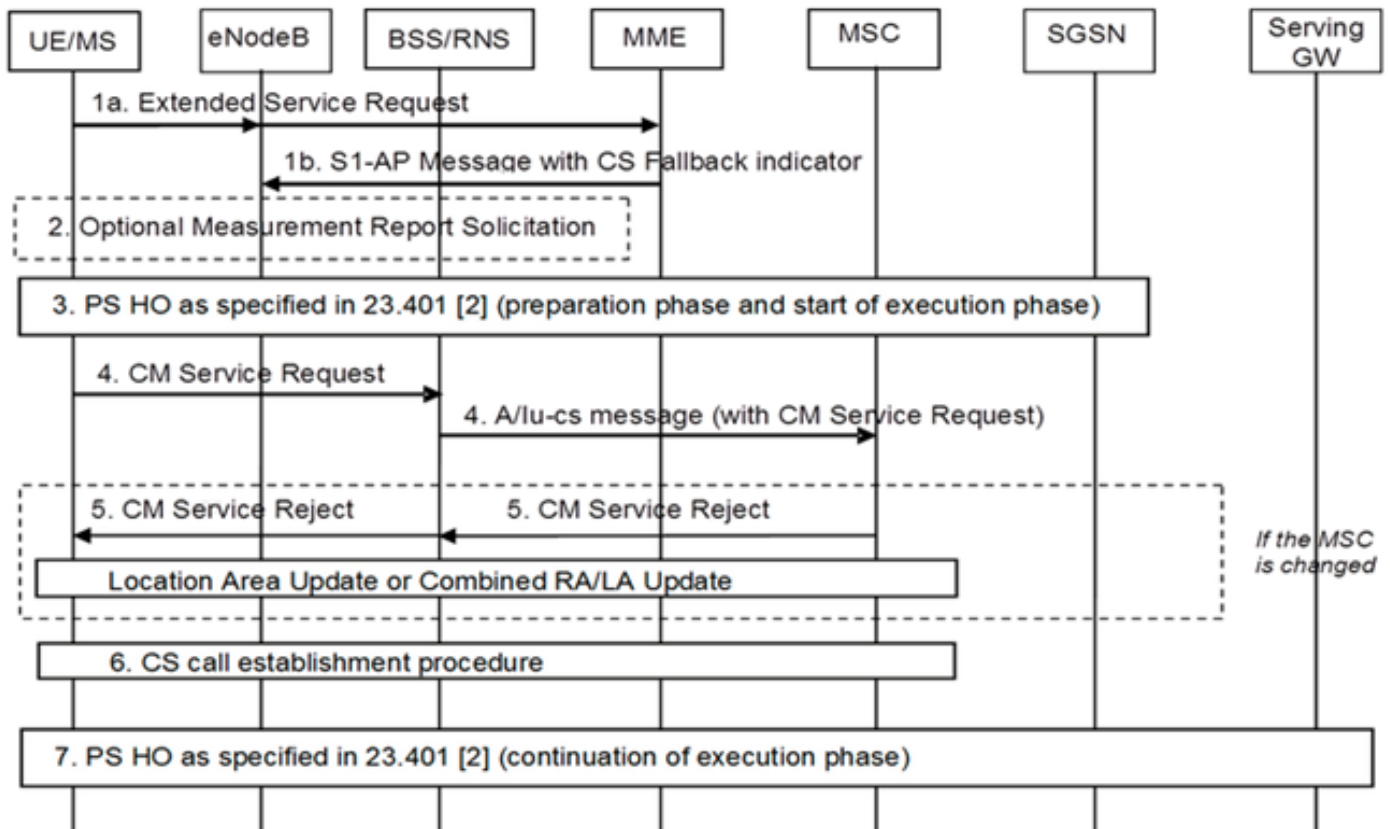 UE/MS
eNodeB
BSS/RNS
MME
MSC
SGSN
Serving
GW
1a. Extended Service Request
1b. S1-AP Message with CS Fallback indicator
2. Optional Measurement Report Solicitation
3. PS HO as specified in 23.401 [2] (preparation phase and start of execution phase)
4. CM Service Request
4. A/Iu-cs message (with CM Service Request)
5. CM Service Reject
5. CM Service Reject
If the MSC
is changed
Location Area Update or Combined RA/LA Update
6. CS call establishment procedure
7. PS HO as specified in 23.401 [2] (continuation of execution phase)